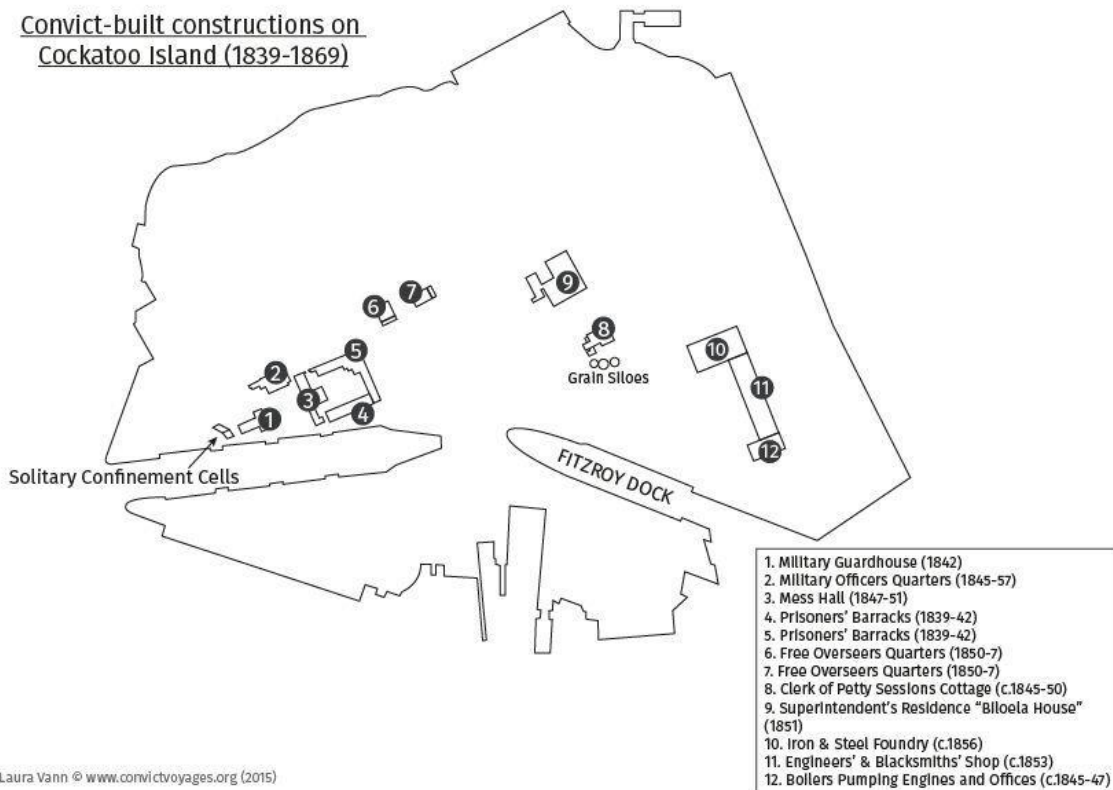 Convict-built constructions on
Cockatoo Island (1839-1869)
7
9
6
8
5
10
2
Grain Siloes
11
3
1
4
12
Solitary Confinement Cells
FITZROY DOCK
1. Military Guardhouse (1842)
2. Military Officers Quarters (1845-57)
3. Mess Hall (1847-51)
4. Prisoners' Barracks (1839-42)
5. Prisoners' Barracks (1839-42)
6. Free Overseers Quarters (1850-7)
7. Free Overseers Quarters (1850-7)
8. Clerk of Petty Sessions Cottage (c.1845-50)
9. Superintendent's Residence "Biloela House"
(1851)
10. Iron & Steel Foundry (c.1856)
11. Engineers' & Blacksmiths' Shop (c.1853)
12. Boilers Pumping Engines and Offices (c.1845-47)
Laura Vann © www.convictvoyages.org (2015)